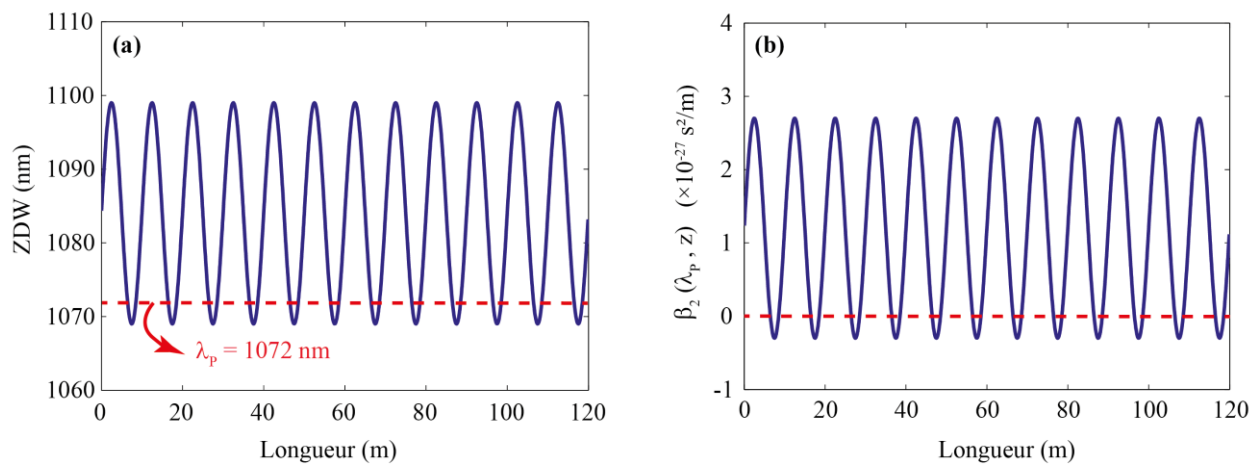 (a)
ZDW (nm)
1110
1100
1090
1080
1070
1060
λP = 1072 nm
0 20 40 60 80 100 120
Longueur (m)
(b)
β2 (λP , z) (×10-27 s²/m)
4
3
2
1
0
-1
0 20 40 60 80 100 120
Longueur (m)